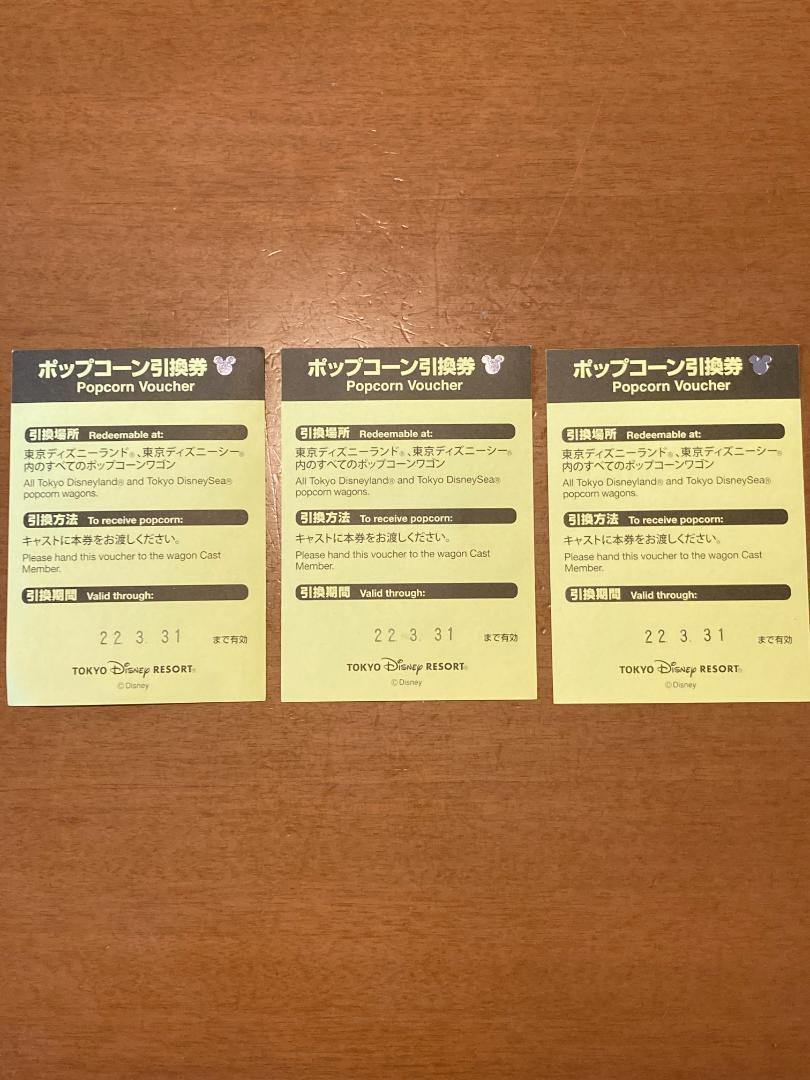 ポップコーン引換券
Popcorn Voucher
引換場所 Redeemable at:
東京ディズニーランド®、東京ディズニーシー®
内のすべてのポップコーンワゴン
All Tokyo Disneyland® and Tokyo DisneySea®
popcorn wagons.
引換方法 To receive popcorn:
キャストに本券をお渡しください。
Please hand this voucher to the wagon Cast
Member.
引換期間 Valid through:
22 3. 31 まで有効
TOKYO Disney RESORT®
©Disney
ポップコーン引換券
Popcorn Voucher
引換場所 Redeemable at:
東京ディズニーランド®、東京ディズニーシー®
内のすべてのポップコーンワゴン
All Tokyo Disneyland® and Tokyo DisneySea®
popcorn wagons.
引換方法 To receive popcorn:
キャストに本券をお渡しください。
Please hand this voucher to the wagon Cast
Member.
引換期間 Valid through:
22 3. 31 まで有効
TOKYO Disney RESORT®
©Disney
ポップコーン引換券
Popcorn Voucher
引換場所 Redeemable at:
東京ディズニーランド®、東京ディズニーシー®
内のすべてのポップコーンワゴン
All Tokyo Disneyland® and Tokyo DisneySea®
popcorn wagons.
引換方法 To receive popcorn:
キャストに本券をお渡しください。
Please hand this voucher to the wagon Cast
Member.
引換期間 Valid through:
22 3. 31 まで有効
TOKYO Disney RESORT®
©Disney